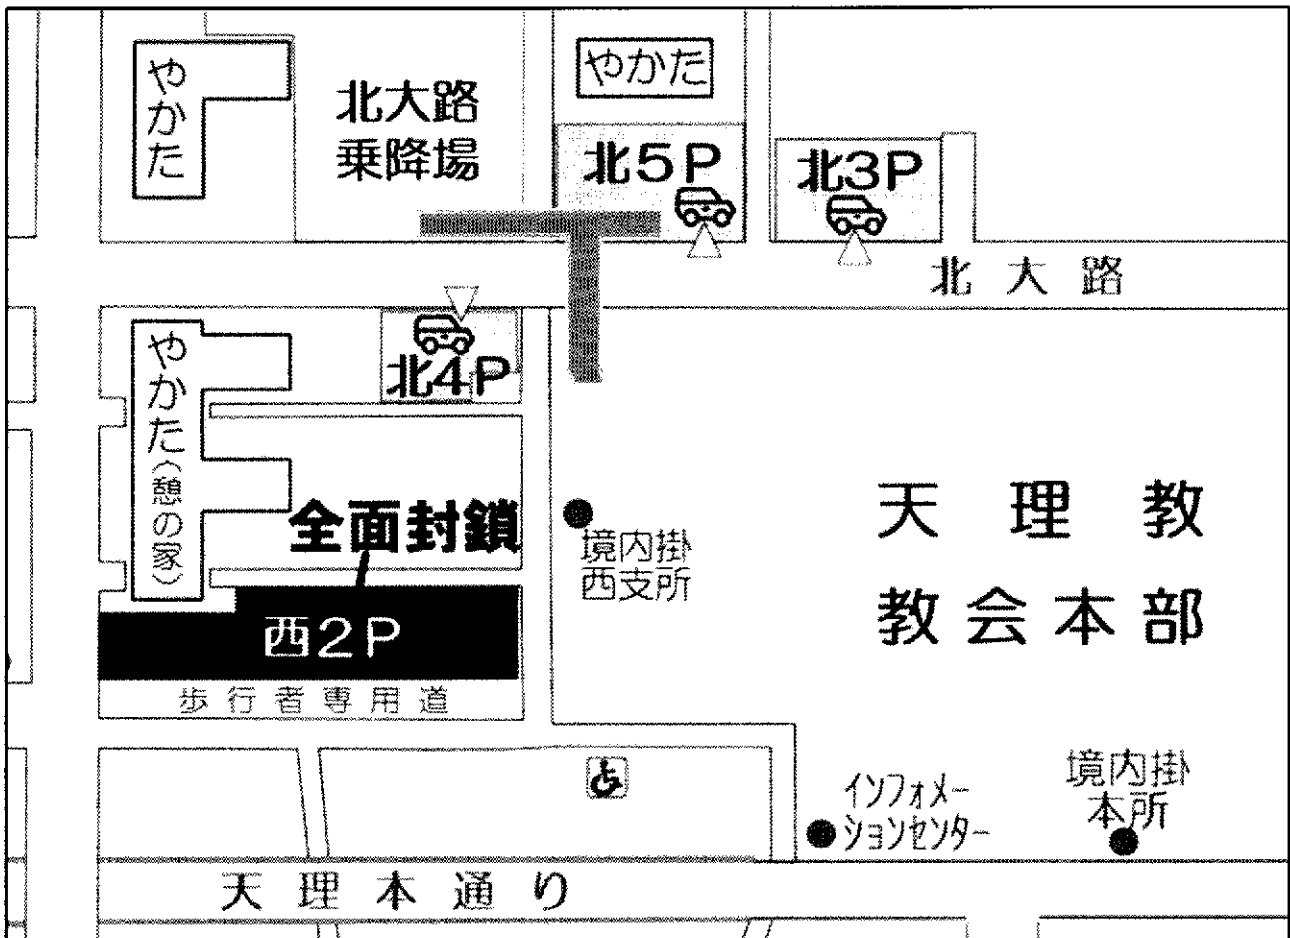 やかた
北大路
乗降場
やかた
北5P
北3P
北大路
北4P
やかた(憩の家)
全面封鎖
西2P
歩行者専用道
境内掛
西支所
天理教
教会本部
インフォメー
ションセンター
境内掛
本所
天理本通り